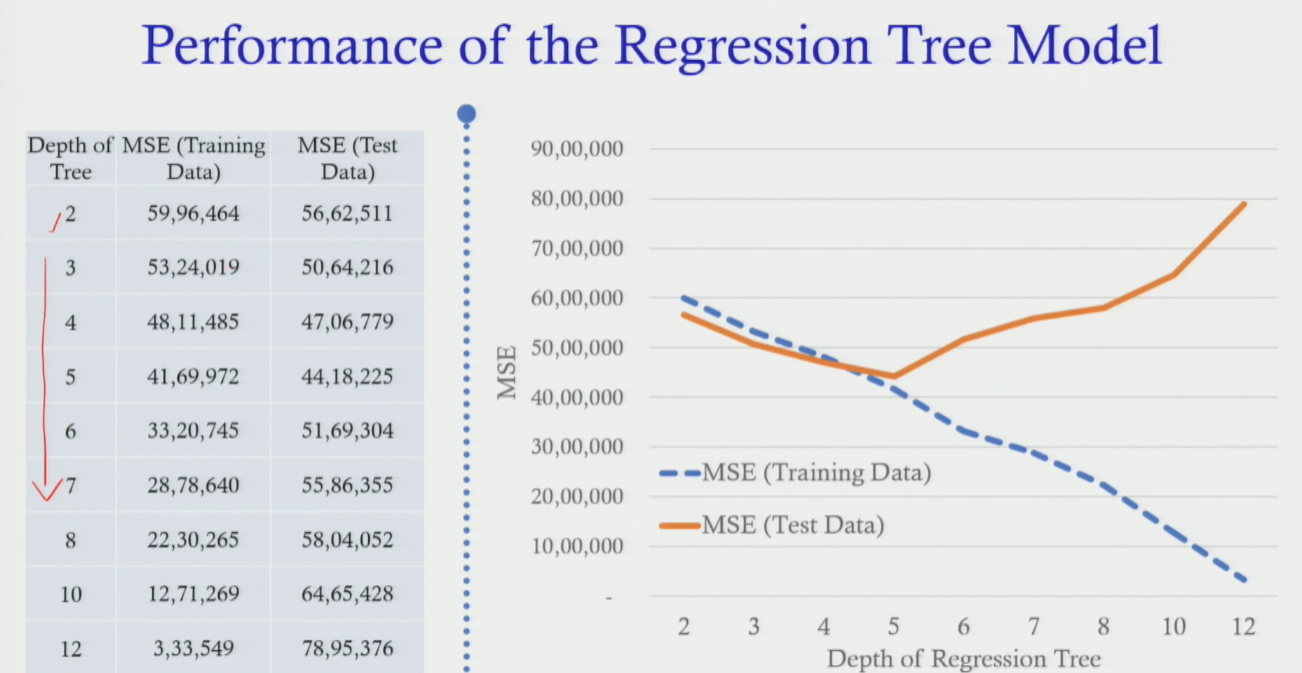 Performance of the Regression Tree Model
Depth of Tree MSE (Training Data) MSE (Test Data)
2 59,96,464 56,62,511
3 53,24,019 50,64,216
4 48,11,485 47,06,779
5 41,69,972 44,18,225
6 33,20,745 51,69,304
7 28,78,640 55,86,355
8 22,30,265 58,04,052
10 12,71,269 64,65,428
12 3,33,549 78,95,376
MSE
90,00,000
80,00,000
70,00,000
60,00,000
50,00,000
40,00,000
30,00,000
20,00,000
10,00,000
-
MSE (Training Data)
MSE (Test Data)
2 3 4 5 6 7 8 10 12
Depth of Regression Tree